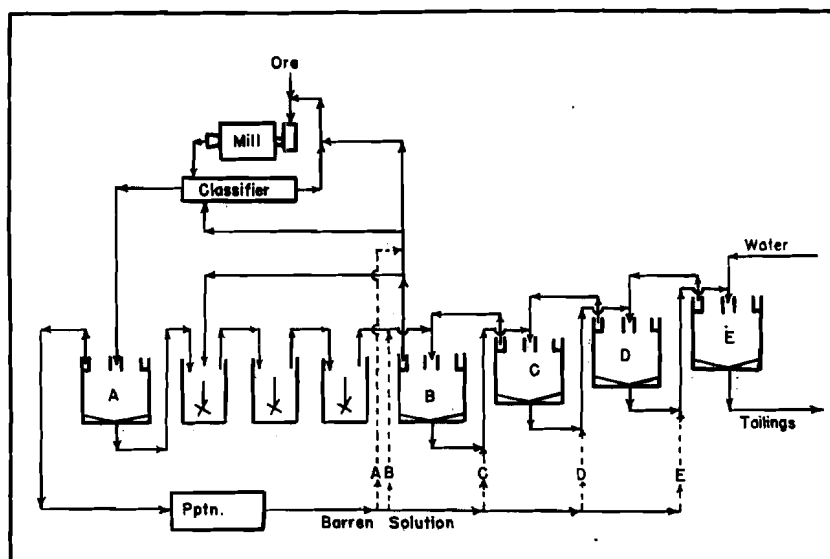 Ore
Mill
Classifier
Water
A
B
C
D
E
Tailings
A
B
C
D
E
Pptn.
Barren Solution